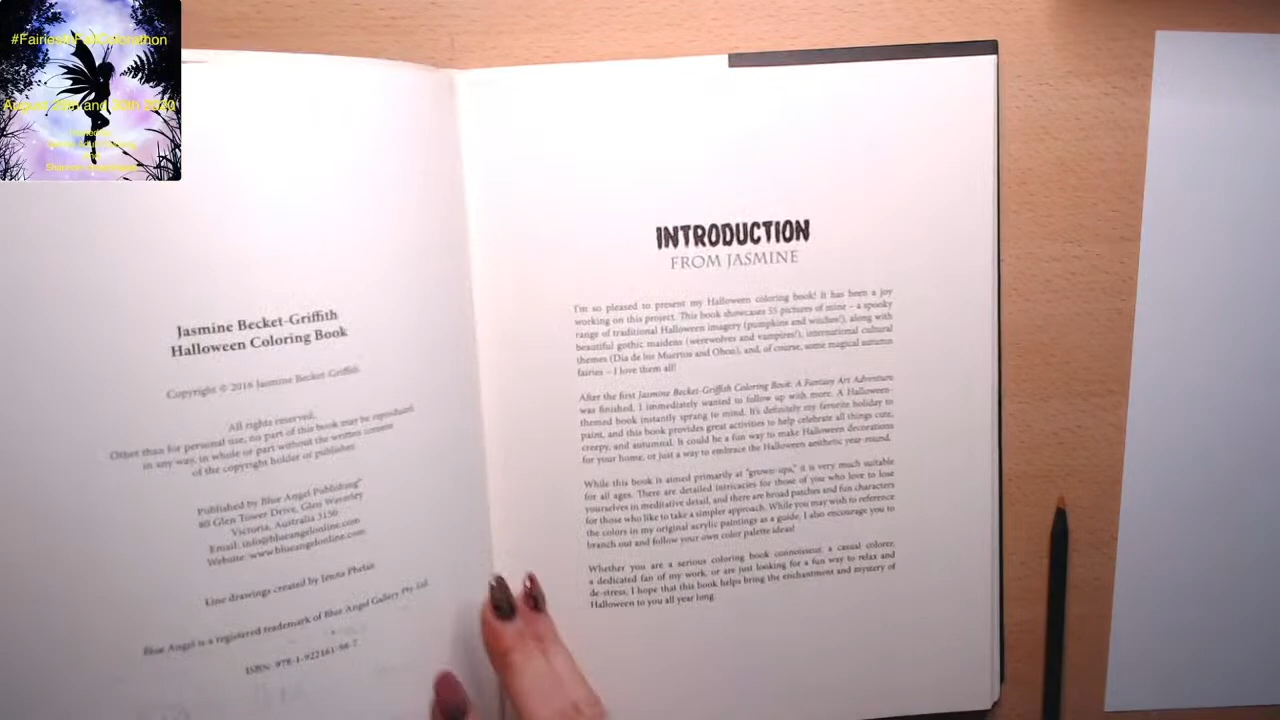 #FairiesInFallColorathon
August 29th and 30th 2020
Jasmine Becket-Griffith
Halloween Coloring Book
Copyright © 2016 Jasmine Becket-Griffith
All rights reserved.
Other than for personal use, no part of this book may be reproduced
in any way, in whole or part without the written consent
of the copyright holder or publisher.
Published by Blue Angel Publishing®
80 Glen Tower Drive, Glen Waverley
Victoria, Australia 3150
Email: info@blueangelonline.com
Website: www.blueangelonline.com
Line drawings created by Jenna Phelan
Blue Angel is a registered trademark of Blue Angel Gallery Pty Ltd
ISBN: 978-1-922161-96-7
INTRODUCTION
FROM JASMINE
I'm so pleased to present my Halloween coloring book! It has been a joy
working on this project. This book showcases 55 pictures of mine – a spooky
range of traditional Halloween imagery (pumpkins and witches!), along with
beautiful gothic maidens (werewolves and vampires!), international cultural
themes (Dia de los Muertos and Obon), and, of course, some magical autumn
fairies – I love them all!
After the first Jasmine Becket-Griffith Coloring Book: A Fantasy Art Adventure
was finished, I immediately wanted to follow up with more. A Halloween-
themed book instantly sprang to mind. It's definitely my favorite holiday to
paint, and this book provides great activities to help celebrate all things cute,
creepy, and autumnal. It could be a fun way to make Halloween decorations
for your home, or just a way to embrace the Halloween aesthetic year-round.
While this book is aimed primarily at "grown-ups," it is very much suitable
for all ages. There are detailed intricacies for those of you who love to lose
yourselves in meditative detail, and there are broad patches and fun characters
for those who like to take a simpler approach. While you may wish to reference
the colors in my original acrylic paintings as a guide, I also encourage you to
branch out and follow your own color palette ideas!
Whether you are a serious coloring book connoisseur, a casual colorer,
a dedicated fan of my work, or are just looking for a fun way to relax and
de-stress, I hope that this book helps bring the enchantment and mystery of
Halloween to you all year long.